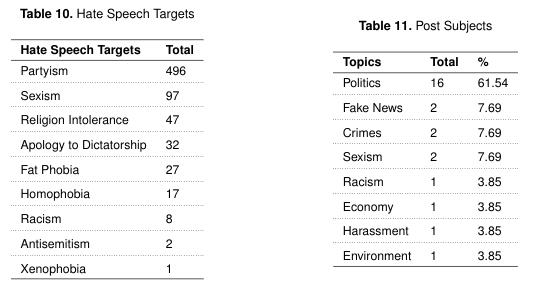 Table 10. Hate Speech Targets
Hate Speech Targets Total
Partyism 496
Sexism 97
Religion Intolerance 47
Apology to Dictatorship 32
Fat Phobia 27
Homophobia 17
Racism 8
Antisemitism 2
Xenophobia 1
Table 11. Post Subjects
Topics Total %
Politics 16 61.54
Fake News 2 7.69
Crimes 2 7.69
Sexism 2 7.69
Racism 1 3.85
Economy 1 3.85
Harassment 1 3.85
Environment 1 3.85